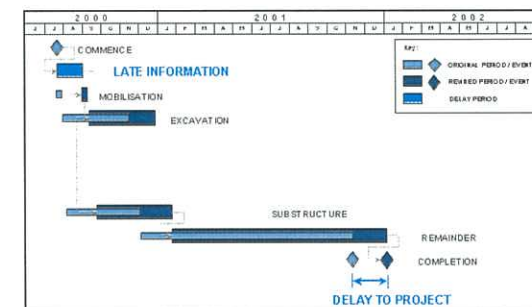 2000 2001 2002
J J A S O N D J F M A M J J A S O N D J F M A M J J A
COMMENCE
Key:
ORIGINAL PERIOD / EVENT
REVISED PERIOD / EVENT
DELAY PERIOD
LATE INFORMATION
MOBILISATION
EXCAVATION
SUBSTRUCTURE
REMAINDER
COMPLETION
DELAY TO PROJECT